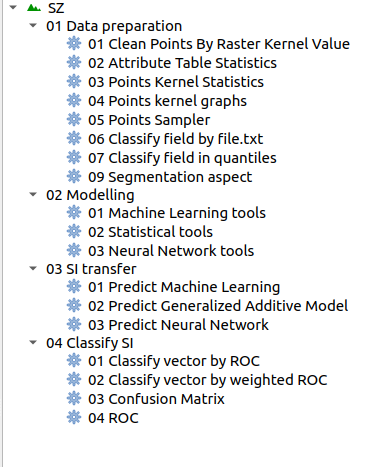 SZ
01 Data preparation
01 Clean Points By Raster Kernel Value
02 Attribute Table Statistics
03 Points Kernel Statistics
04 Points kernel graphs
05 Points Sampler
06 Classify field by file.txt
07 Classify field in quantiles
09 Segmentation aspect
02 Modelling
01 Machine Learning tools
02 Statistical tools
03 Neural Network tools
03 SI transfer
01 Predict Machine Learning
02 Predict Generalized Additive Model
03 Predict Neural Network
04 Classify SI
01 Classify vector by ROC
02 Classify vector by weighted ROC
03 Confusion Matrix
04 ROC